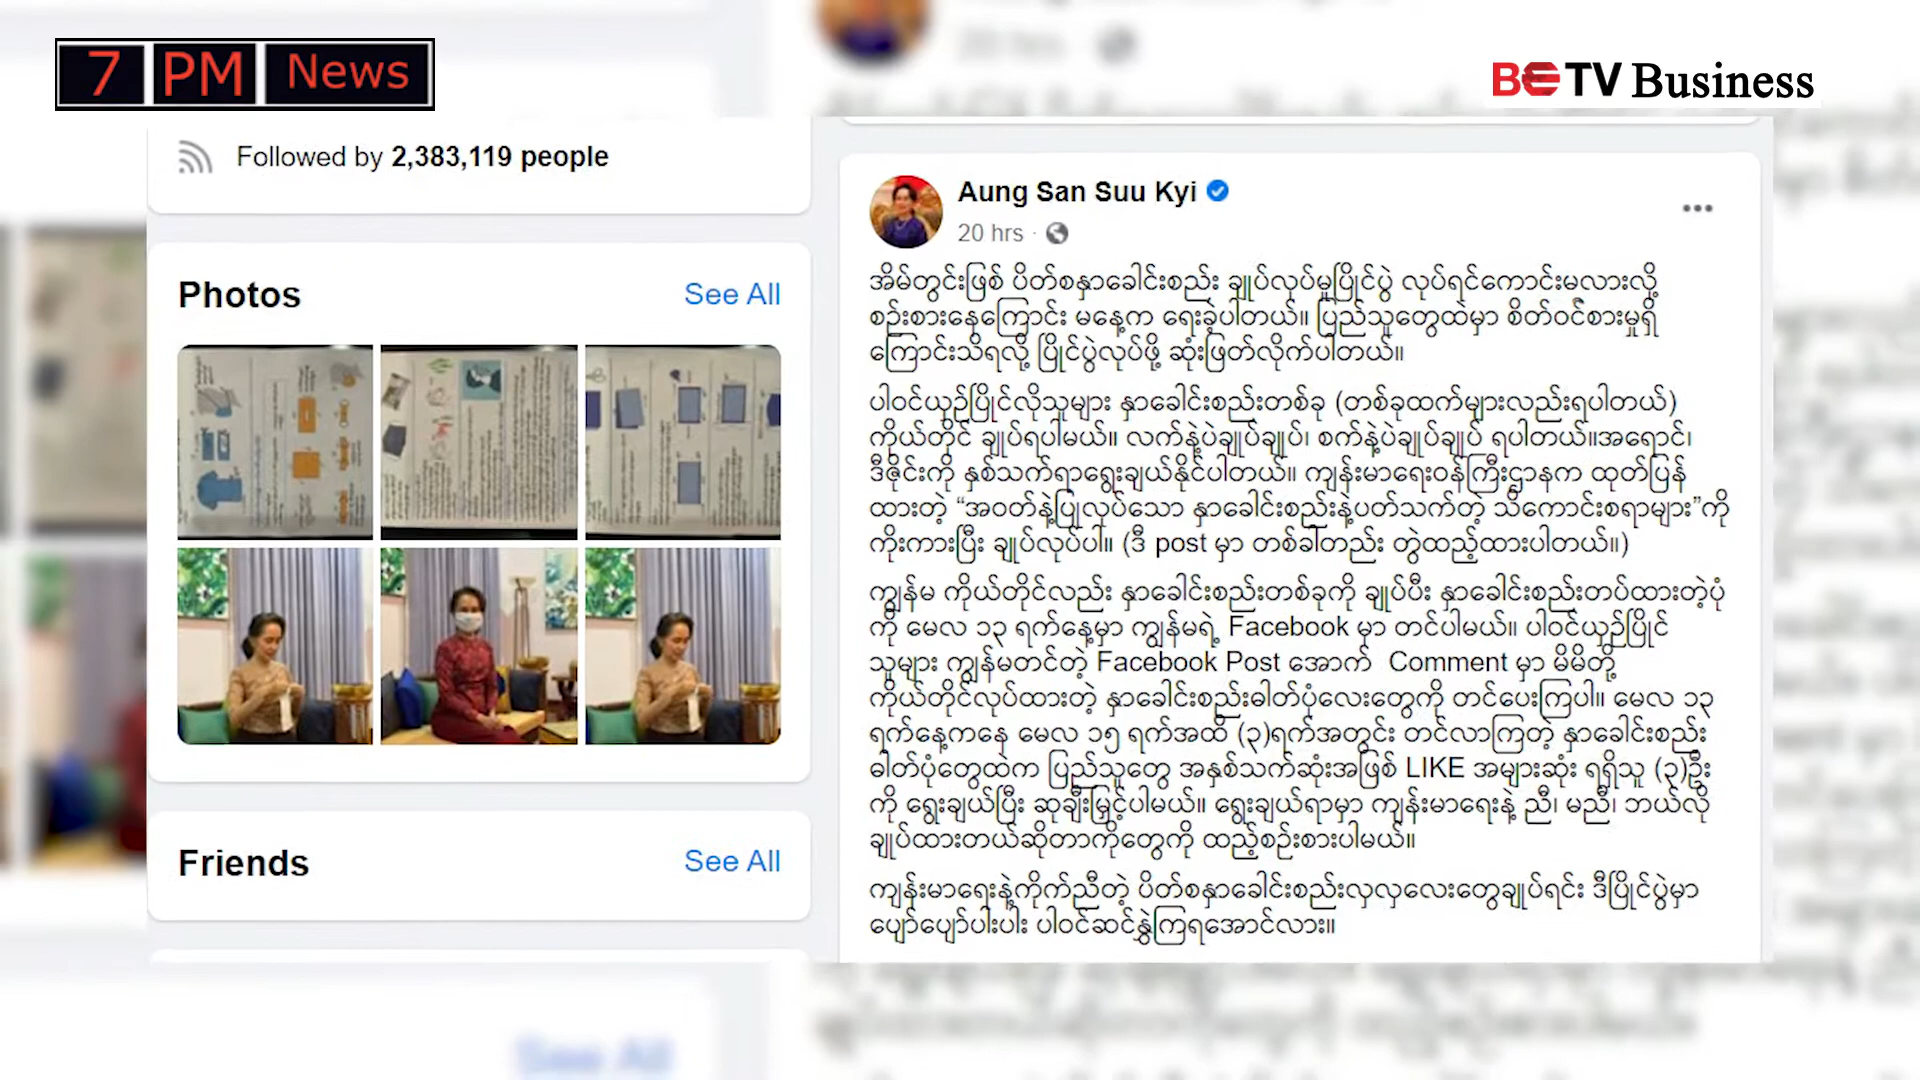 7 PM News
BETV Business
Followed by 2,383,119 people
Photos
See All
Friends
See All
Aung San Suu Kyi
20 hrs ·
အိမ်တွင်းဖြစ် ပိတ်စနှာခေါင်းစည်း ချုပ်လုပ်မှုပြိုင်ပွဲ လုပ်ရင်ကောင်းမလားလို့
စဉ်းစားနေကြောင်း မနေ့က ရေးခဲ့ပါတယ်။ ပြည်သူတွေထဲမှာ စိတ်ဝင်စားမှုရှိ
ကြောင်းသိရလို့ ပြိုင်ပွဲလုပ်ဖို့ ဆုံးဖြတ်လိုက်ပါတယ်။
ပါဝင်ယှဉ်ပြိုင်လိုသူများ နှာခေါင်းစည်းတစ်ခု (တစ်ခုထက်များလည်းရပါတယ်)
ကိုယ်တိုင် ချုပ်ရပါမယ်။ လက်နဲ့ပဲချုပ်ချုပ်၊ စက်နဲ့ပဲချုပ်ချုပ် ရပါတယ်။အရောင်၊
ဒီဇိုင်းကို နှစ်သက်ရာရွေးချယ်နိုင်ပါတယ်။ ကျန်းမာရေးဝန်ကြီးဌာနက ထုတ်ပြန်
ထားတဲ့ “အဝတ်နဲ့ပြုလုပ်သော နှာခေါင်းစည်းနဲ့ပတ်သက်တဲ့ သိကောင်းစရာများ”ကို
ကိုးကားပြီး ချုပ်လုပ်ပါ။ (ဒီ post မှာ တစ်ခါတည်း တွဲထည့်ထားပါတယ်။)
ကျွန်မ ကိုယ်တိုင်လည်း နှာခေါင်းစည်းတစ်ခုကို ချုပ်ပီး နှာခေါင်းစည်းတပ်ထားတဲ့ပုံ
ကို မေလ ၁၃ ရက်နေ့မှာ ကျွန်မရဲ့ Facebook မှာ တင်ပါမယ်။ ပါဝင်ယှဉ်ပြိုင်
သူများ ကျွန်မတင်တဲ့ Facebook Post အောက် Comment မှာ မိမိတို့
ကိုယ်တိုင်လုပ်ထားတဲ့ နှာခေါင်းစည်းဓါတ်ပုံလေးတွေကို တင်ပေးကြပါ။ မေလ ၁၃
ရက်နေ့ကနေ မေလ ၁၅ ရက်အထိ (၃)ရက်အတွင်း တင်လာကြတဲ့ နှာခေါင်းစည်း
ဓါတ်ပုံတွေထဲက ပြည်သူတွေ အနှစ်သက်ဆုံးအဖြစ် LIKE အများဆုံး ရရှိသူ (၃)ဦး
ကို ရွေးချယ်ပြီး ဆုချီးမြှင့်ပါမယ်။ ရွေးချယ်ရာမှာ ကျန်းမာရေးနဲ့ ညီ၊ မညီ၊ ဘယ်လို
ချုပ်ထားတယ်ဆိုတာကိုတွေကို ထည့်စဉ်းစားပါမယ်။
ကျန်းမာရေးနဲ့ကိုက်ညီတဲ့ ပိတ်စနှာခေါင်းစည်းလှလှလေးတွေချုပ်ရင်း ဒီပြိုင်ပွဲမှာ
ပျော်ပျော်ပါးပါး ပါဝင်ဆင်နွှဲကြရအောင်လား။
See All